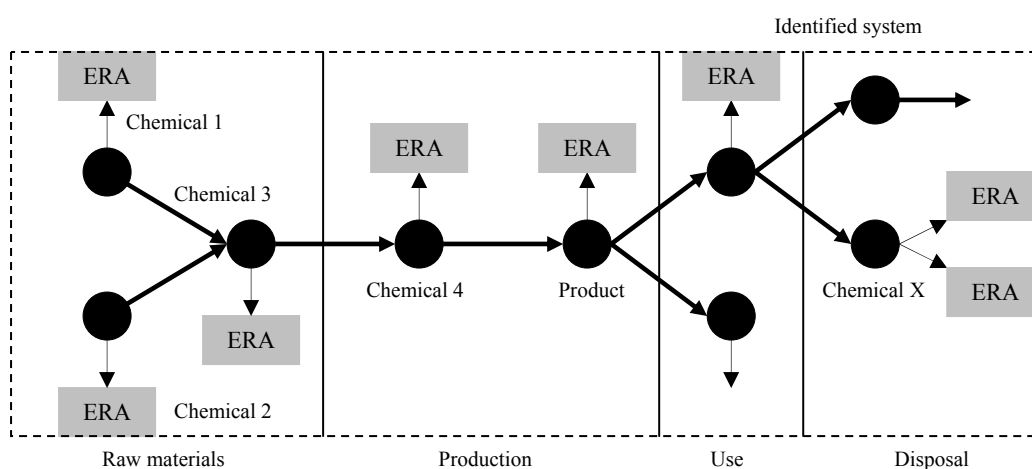 Identified system
ERA
ERA
Chemical 1
ERA
ERA
Chemical 3
ERA
Chemical 4
Product
Chemical X
ERA
ERA
ERA
Chemical 2
Raw materials
Production
Use
Disposal